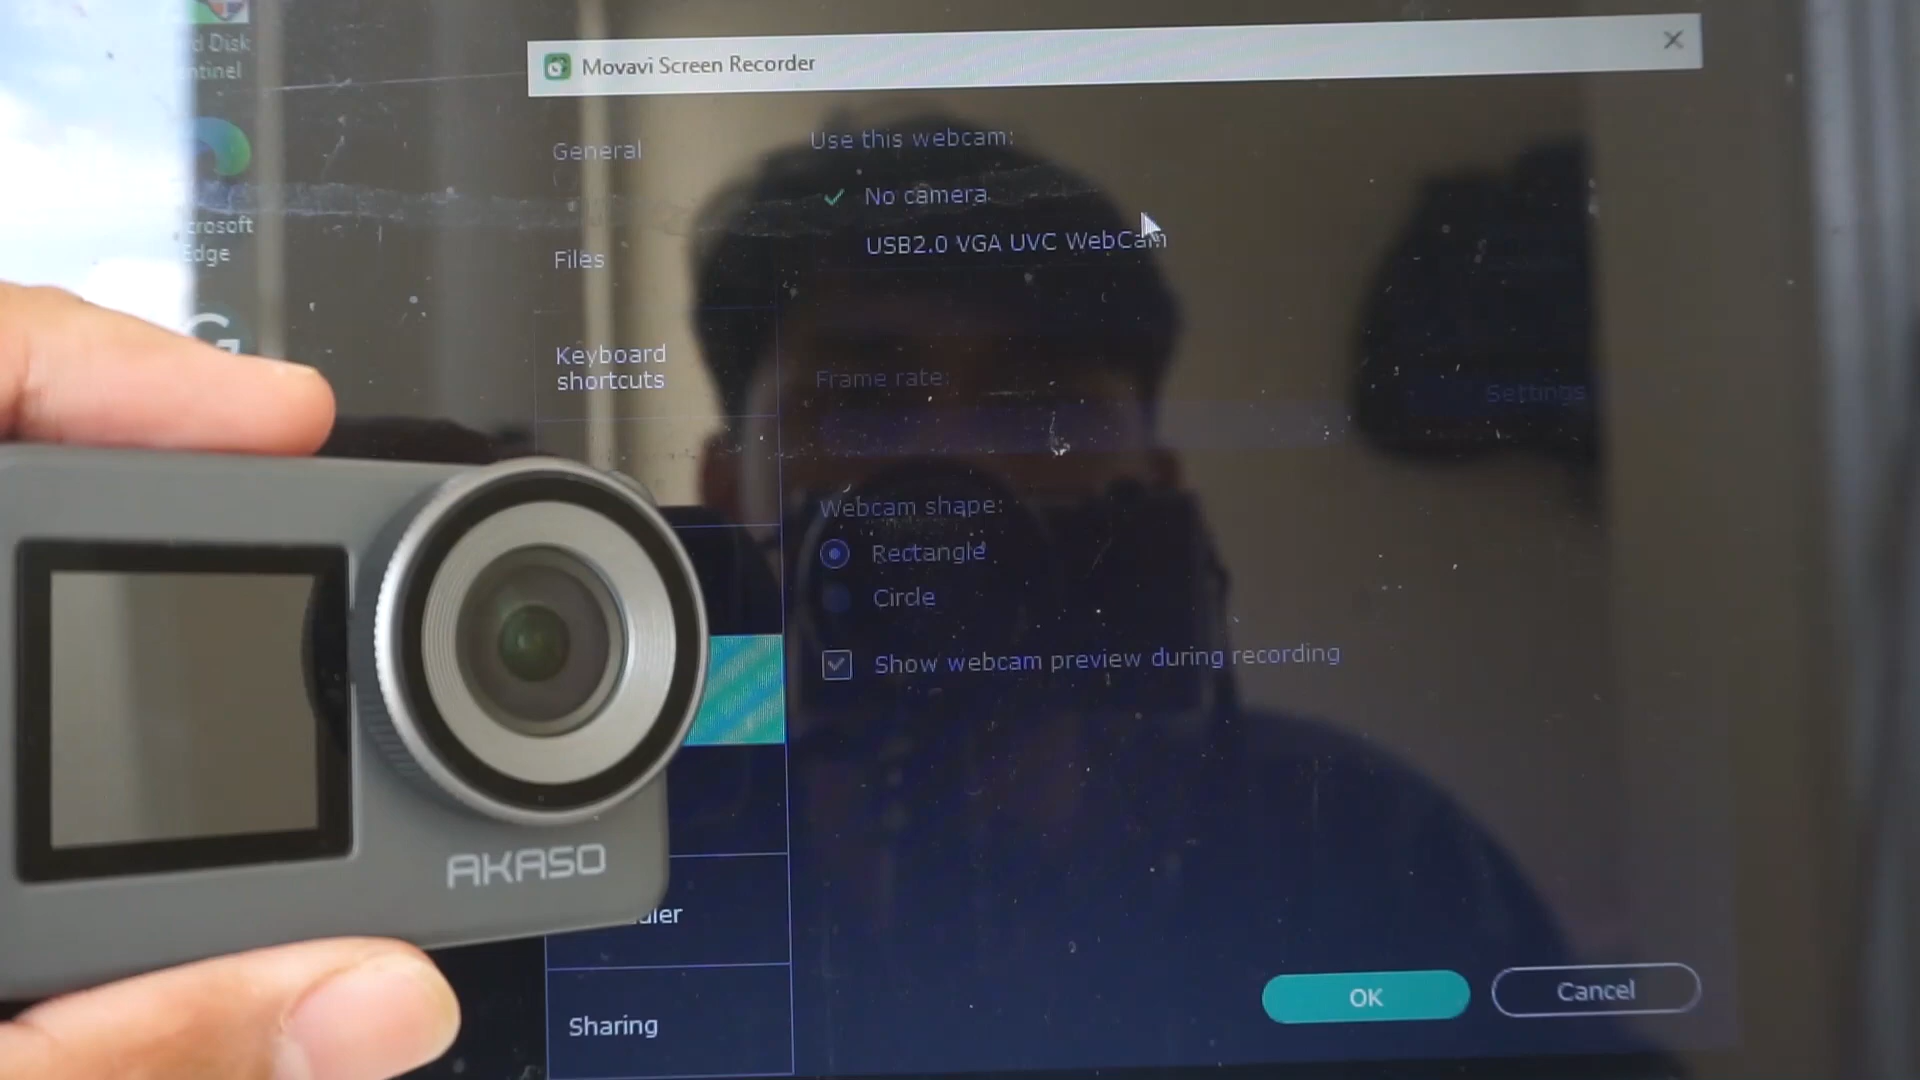 Movavi Screen Recorder
General
Files
Keyboard
shortcuts
Sharing
Use this webcam:
No camera
USB2.0 VGA UVC WebCam
Frame rate:
Settings
Webcam shape:
Rectangle
Circle
Show webcam preview during recording
OK
Cancel
Disk
Edge
AKASO